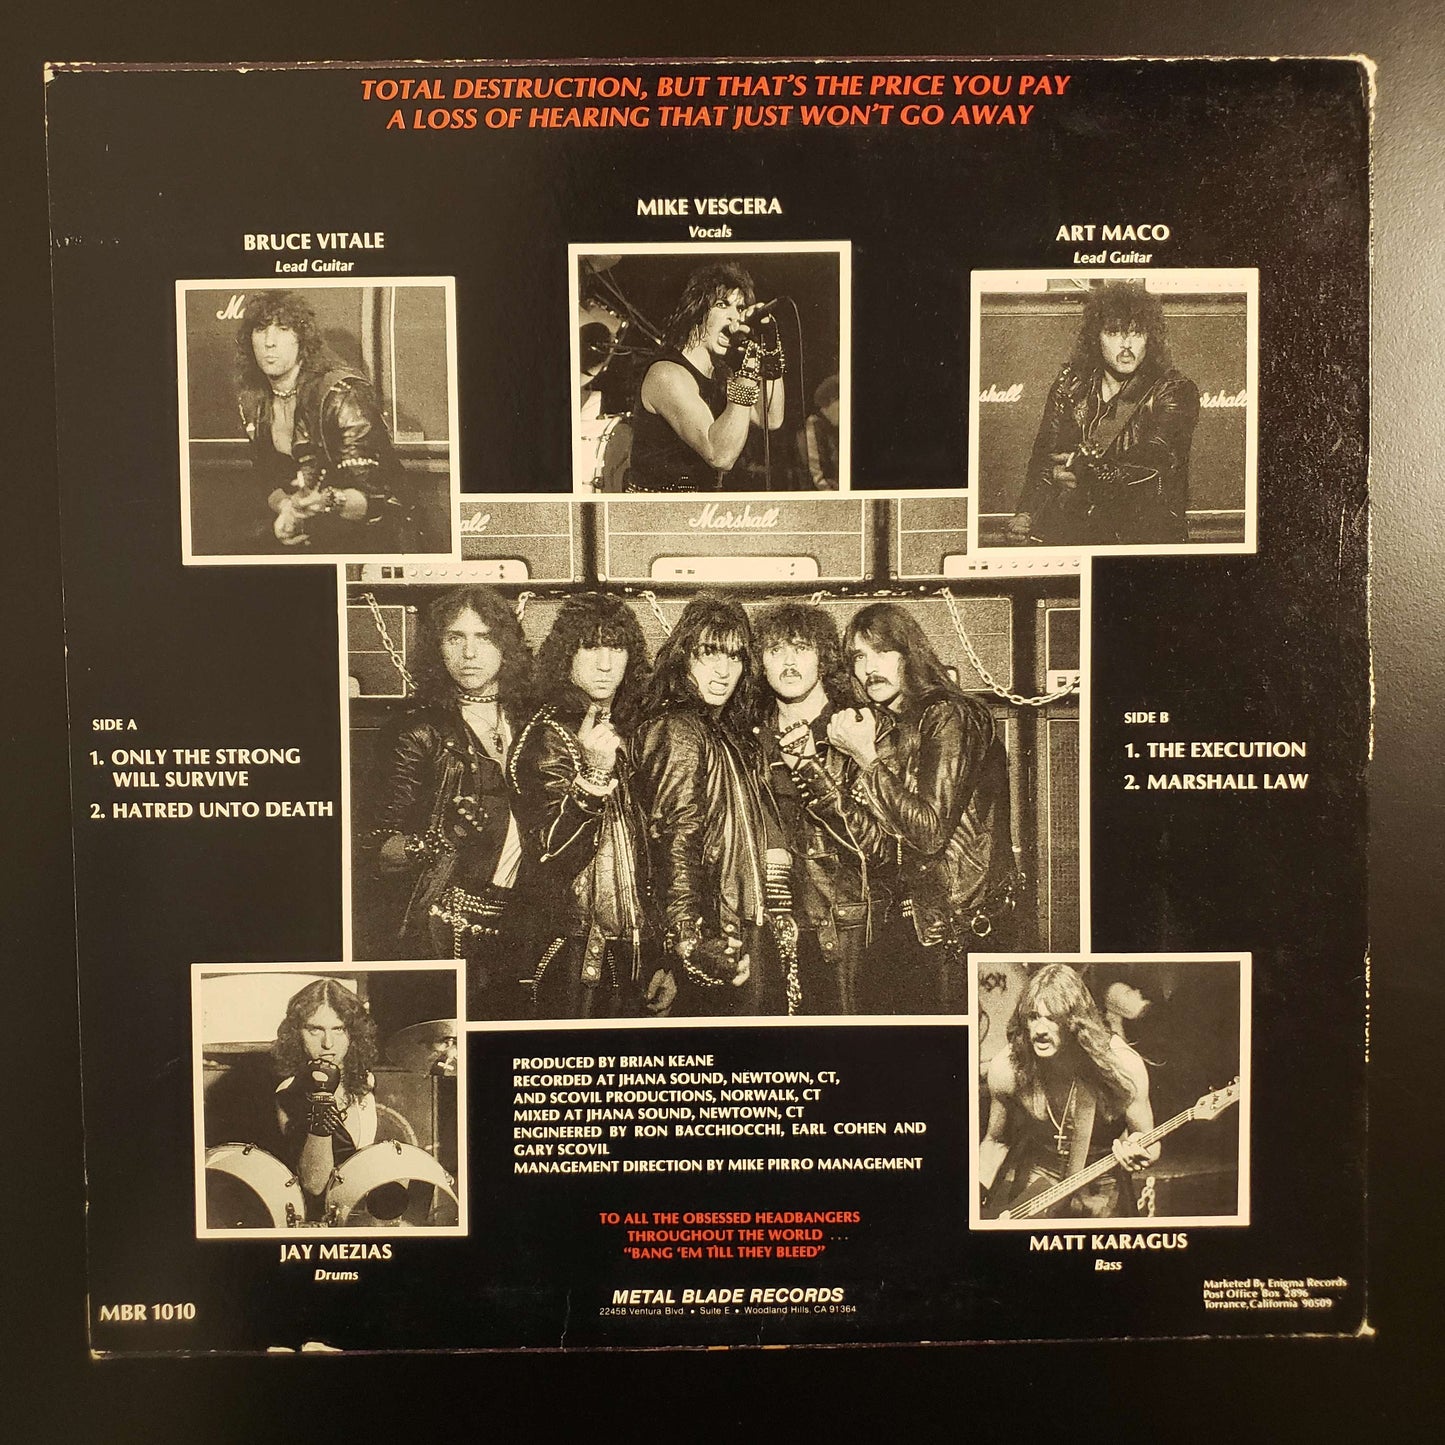 TOTAL DESTRUCTION, BUT THAT'S THE PRICE YOU PAY
A LOSS OF HEARING THAT JUST WON'T GO AWAY
MIKE VESCERA
Vocals
BRUCE VITALE
Lead Guitar
ART MACO
Lead Guitar
Marshall
shall
rshall
all
SIDE A
1. ONLY THE STRONG
WILL SURVIVE
2. HATRED UNTO DEATH
SIDE B
1. THE EXECUTION
2. MARSHALL LAW
PRODUCED BY BRIAN KEANE
RECORDED AT JHANA SOUND, NEWTOWN, CT,
AND SCOVIL PRODUCTIONS, NORWALK, CT
MIXED AT JHANA SOUND, NEWTOWN, CT
ENGINEERED BY RON BACCHIOCCHI, EARL COHEN AND
GARY SCOVIL
MANAGEMENT DIRECTION BY MIKE PIRRO MANAGEMENT
TO ALL THE OBSESSED HEADBANGERS
THROUGHOUT THE WORLD . . .
"BANG 'EM TILL THEY BLEED"
JAY MEZIAS
Drums
MATT KARAGUS
Bass
METAL BLADE RECORDS
22458 Ventura Blvd. • Suite E • Woodland Hills, CA 91364
MBR 1010
Marketed By Enigma Records
Post Office Box 2896
Torrance, California 90509